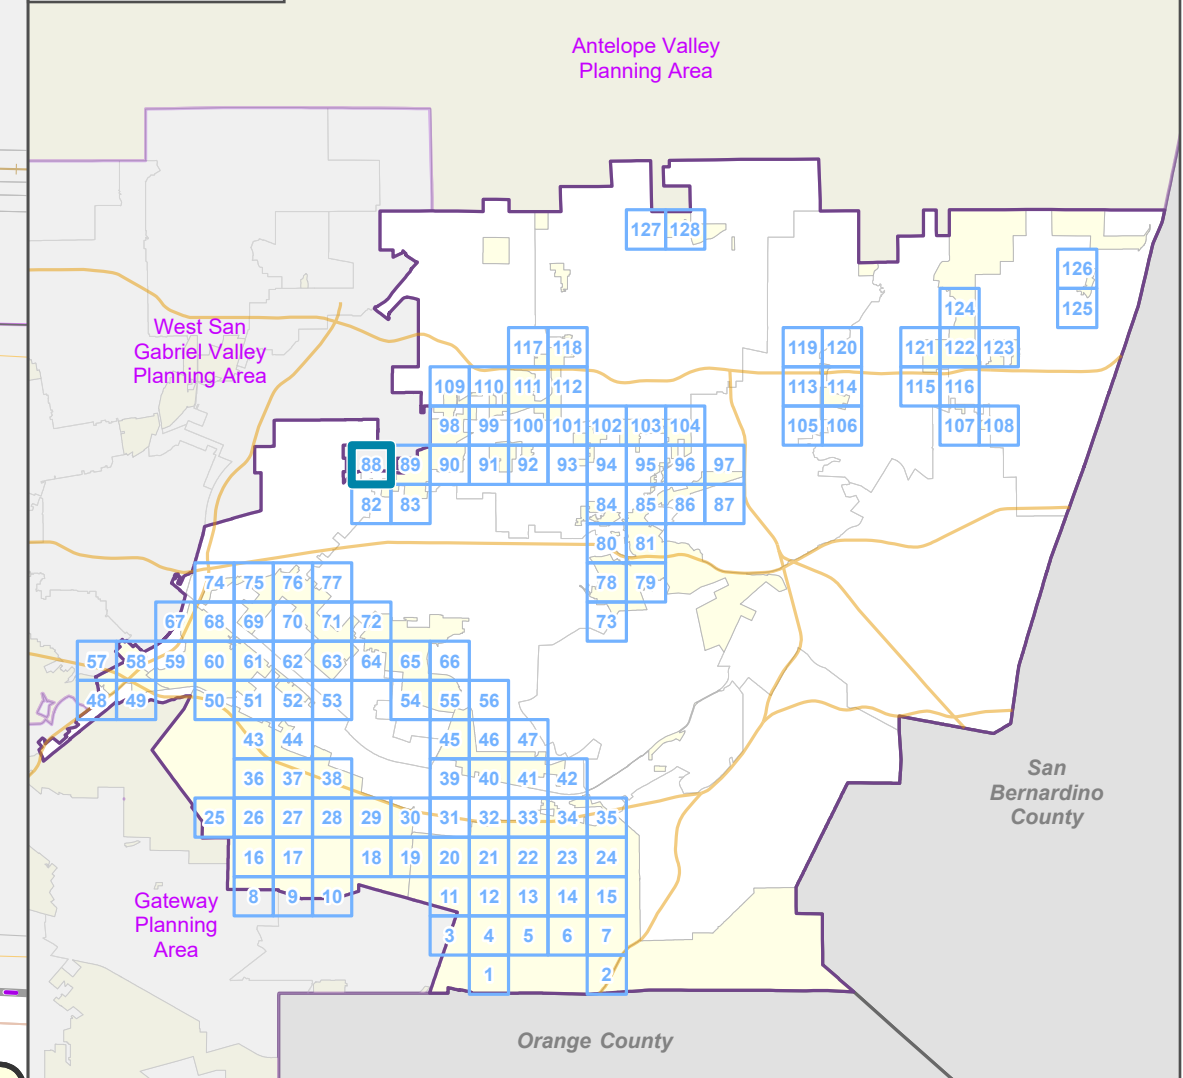 Antelope Valley
Planning Area
127 128
126
124 125
West San
Gabriel Valley
Planning Area
117 118 119 120 121 122 123
109 110 111 112 113 114 115 116
98 99 100 101 102 103 104 105 106 107 108
88 89 90 91 92 93 94 95 96 97
82 83 84 85 86 87
80 81
74 75 76 77 78 79
67 68 69 70 71 72 73
57 58 59 60 61 62 63 64 65 66
48 49 50 51 52 53 54 55 56
43 44 45 46 47
36 37 38 39 40 41 42
San
Bernardino
County
25 26 27 28 29 30 31 32 33 34 35
16 17 18 19 20 21 22 23 24
8 9 10 11 12 13 14 15
Gateway
Planning
Area
3 4 5 6 7
1 2
Orange County